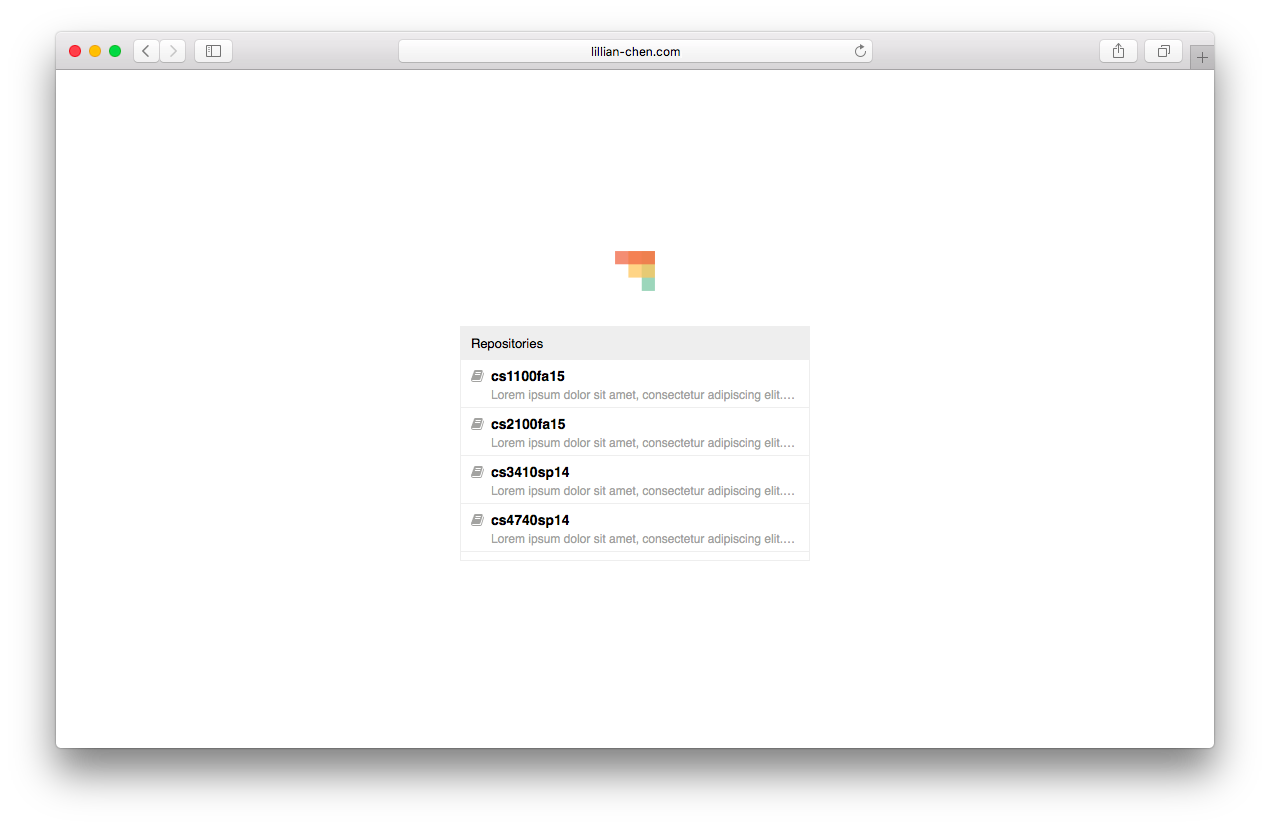 lillian-chen.com
Repositories
cs1100fa15
Lorem ipsum dolor sit amet, consectetur adipiscing elit....
cs2100fa15
Lorem ipsum dolor sit amet, consectetur adipiscing elit....
cs3410sp14
Lorem ipsum dolor sit amet, consectetur adipiscing elit....
cs4740sp14
Lorem ipsum dolor sit amet, consectetur adipiscing elit....